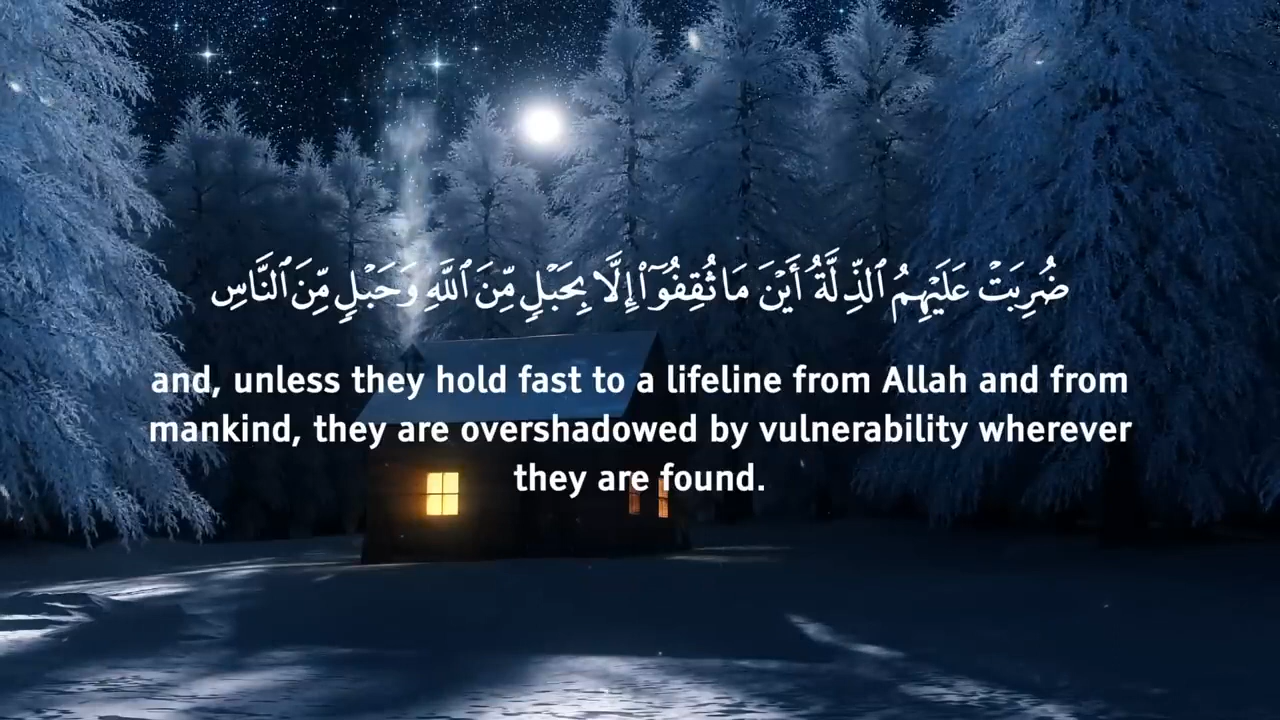 ضُرِبَتْ عَلَيْهِمُ ٱلذِّلَّةُ أَيْنَ مَا ثُقِفُوٓا۟ إِلَّا بِحَبْلٍ مِّنَ ٱللَّهِ وَحَبْلٍ مِّنَ ٱلنَّاسِ
and, unless they hold fast to a lifeline from Allah and from
mankind, they are overshadowed by vulnerability wherever
they are found.